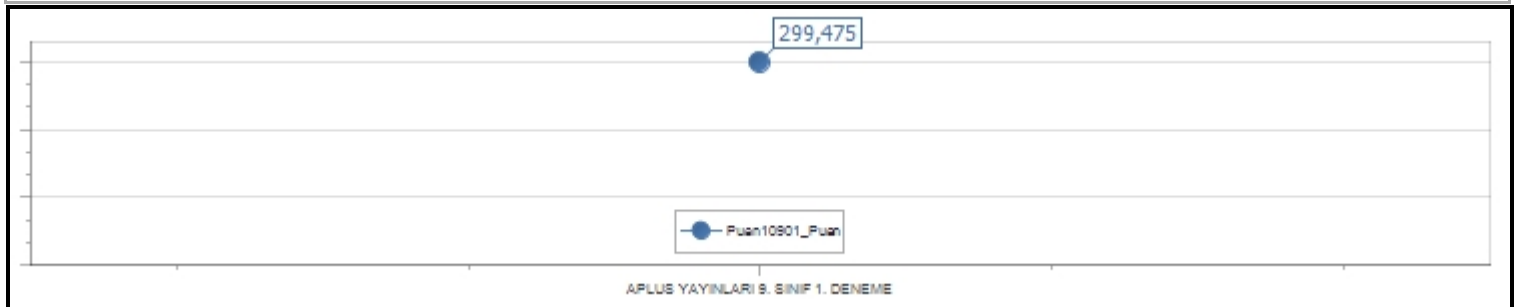 299,475
Puan10901_Puan
APLUS YAYINLARI 9. SINIF 1. DENEME